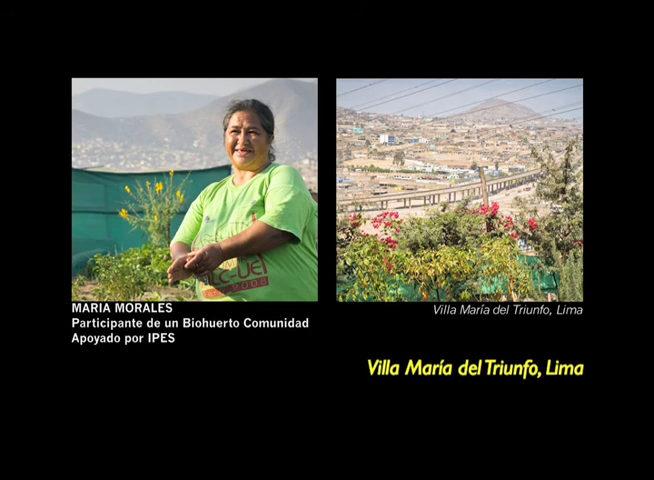 MARIA MORALES
Participante de un Biohuerto Comunidad
Apoyado por IPES
Villa María del Triunfo, Lima
Villa María del Triunfo, Lima